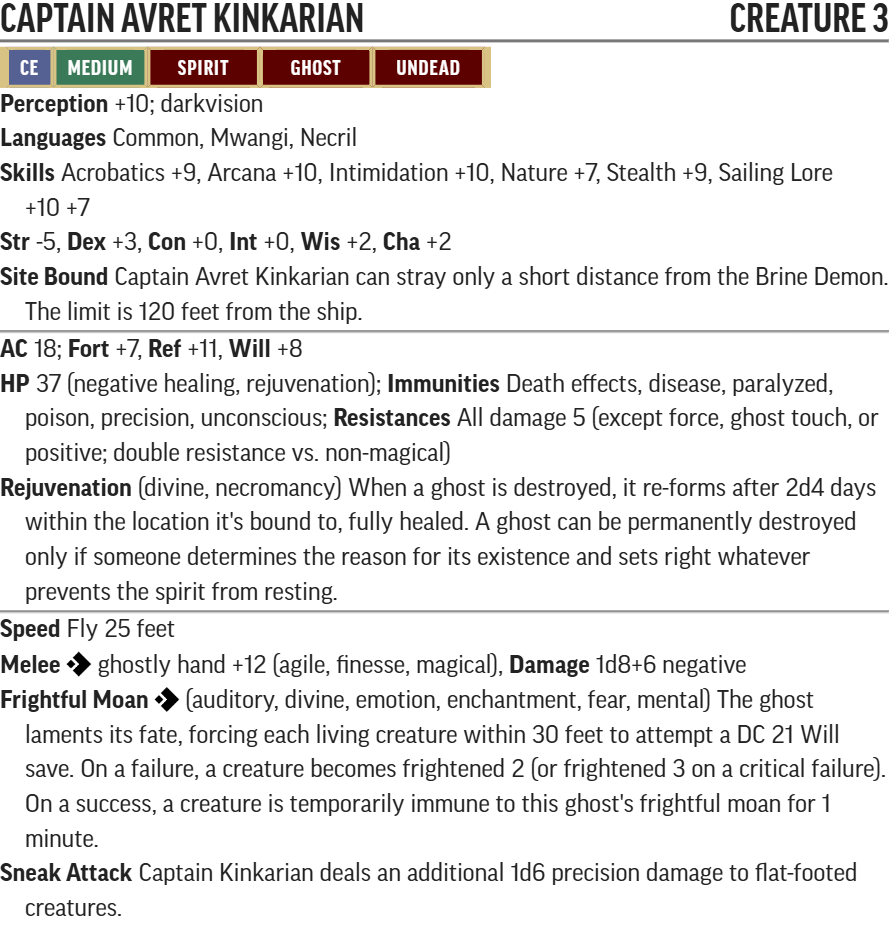 CAPTAIN AVRET KINKARIAN CREATURE 3
CE MEDIUM SPIRIT GHOST UNDEAD
Perception +10; darkvision
Languages Common, Mwangi, Necril
Skills Acrobatics +9, Arcana +10, Intimidation +10, Nature +7, Stealth +9, Sailing Lore
+10 +7
Str -5, Dex +3, Con +0, Int +0, Wis +2, Cha +2
Site Bound Captain Avret Kinkarian can stray only a short distance from the Brine Demon.
The limit is 120 feet from the ship.
AC 18; Fort +7, Ref +11, Will +8
HP 37 (negative healing, rejuvenation); Immunities Death effects, disease, paralyzed,
poison, precision, unconscious; Resistances All damage 5 (except force, ghost touch, or
positive; double resistance vs. non-magical)
Rejuvenation (divine, necromancy) When a ghost is destroyed, it re-forms after 2d4 days
within the location it's bound to, fully healed. A ghost can be permanently destroyed
only if someone determines the reason for its existence and sets right whatever
prevents the spirit from resting.
Speed Fly 25 feet
Melee ghostly hand +12 (agile, finesse, magical), Damage 1d8+6 negative
Frightful Moan (auditory, divine, emotion, enchantment, fear, mental) The ghost
laments its fate, forcing each living creature within 30 feet to attempt a DC 21 Will
save. On a failure, a creature becomes frightened 2 (or frightened 3 on a critical failure).
On a success, a creature is temporarily immune to this ghost's frightful moan for 1
minute.
Sneak Attack Captain Kinkarian deals an additional 1d6 precision damage to flat-footed
creatures.